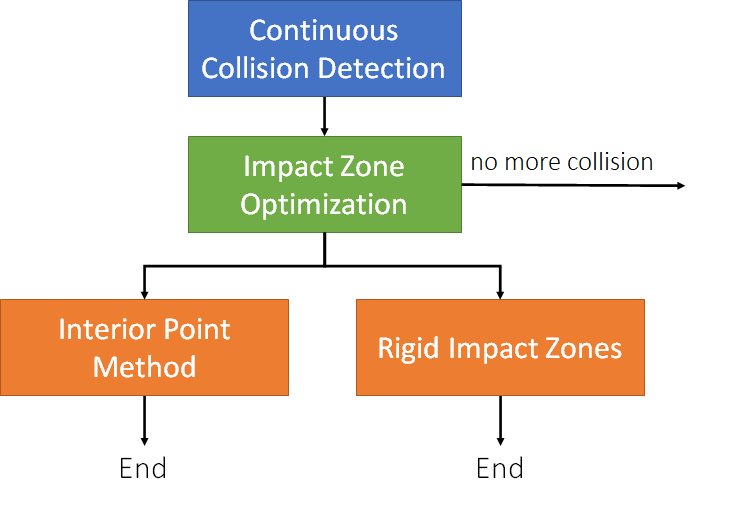 Continuous
Collision Detection
Impact Zone
Optimization
no more collision
Interior Point
Method
Rigid Impact Zones
End
End